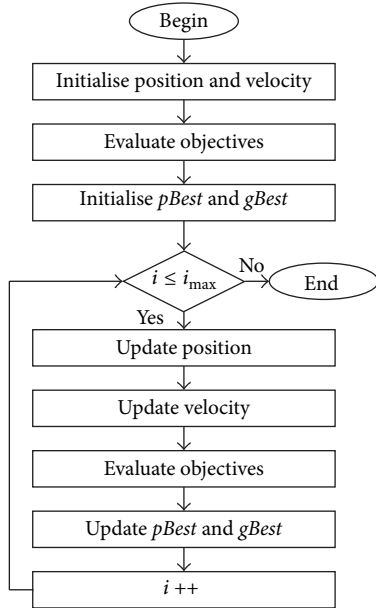 Begin
Initialise position and velocity
Evaluate objectives
Initialise pBest and gBest
i ≤ i_max
No
End
Yes
Update position
Update velocity
Evaluate objectives
Update pBest and gBest
i ++